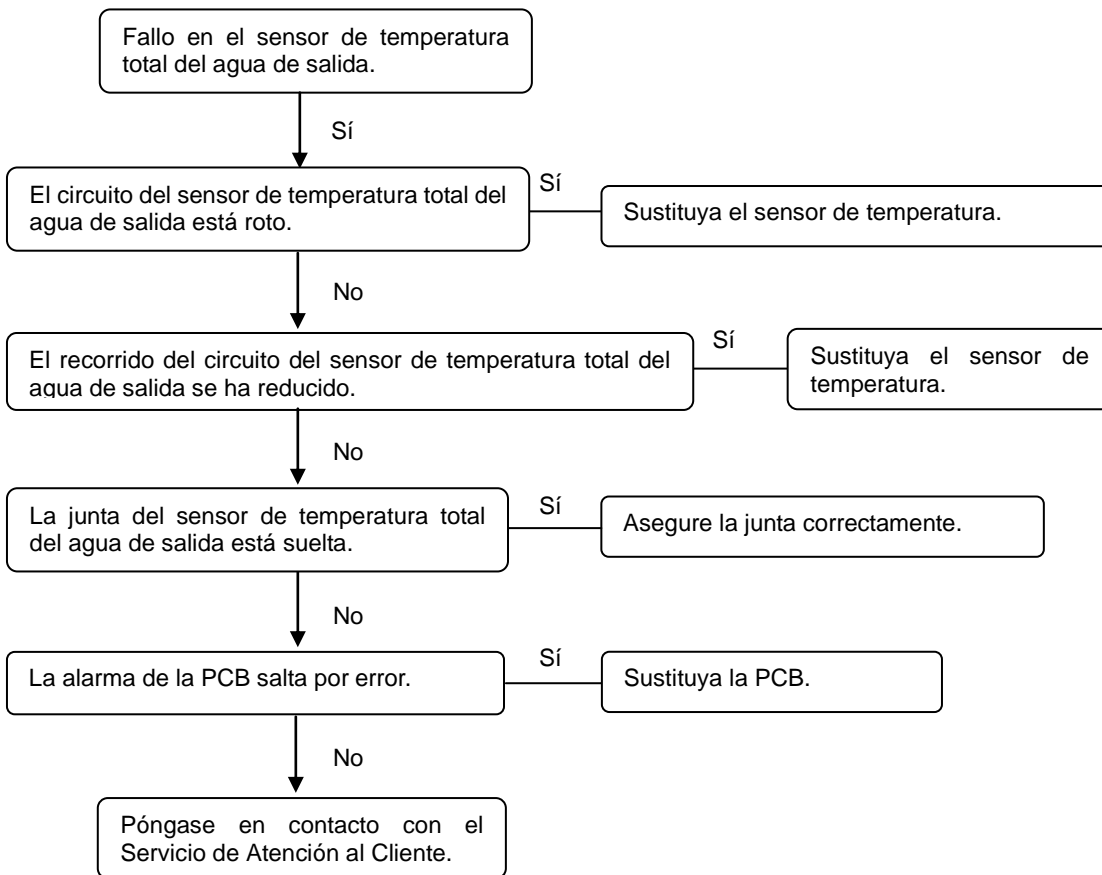 Fallo en el sensor de temperatura
total del agua de salida.
Sí
El circuito del sensor de temperatura total del
agua de salida está roto.
Sí
Sustituya el sensor de temperatura.
No
El recorrido del circuito del sensor de temperatura total del
agua de salida se ha reducido.
Sí
Sustituya el sensor de
temperatura.
No
La junta del sensor de temperatura total
del agua de salida está suelta.
Sí
Asegure la junta correctamente.
No
La alarma de la PCB salta por error.
Sí
Sustituya la PCB.
No
Póngase en contacto con el
Servicio de Atención al Cliente.